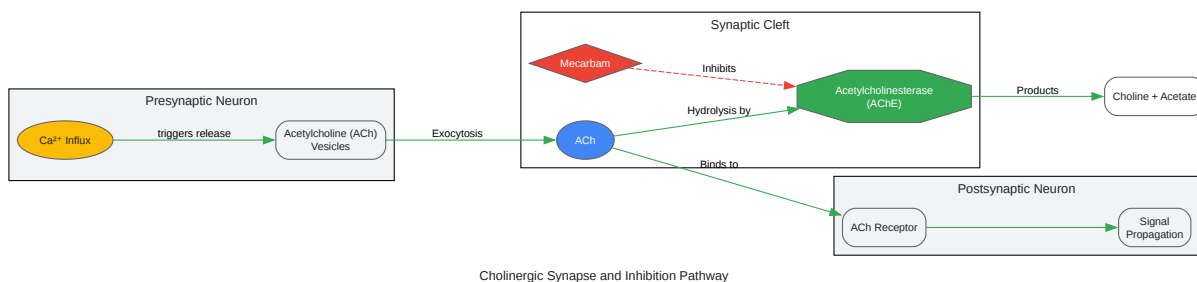 Synaptic Cleft
Mecarbam
Inhibits
Acetylcholinesterase
(AChE)
Products
Choline + Acetate
Presynaptic Neuron
Ca²⁺ Influx
triggers release
Acetylcholine (ACh)
Vesicles
Exocytosis
ACh
Hydrolysis by
Binds to
Postsynaptic Neuron
ACh Receptor
Signal
Propagation
Cholinergic Synapse and Inhibition Pathway